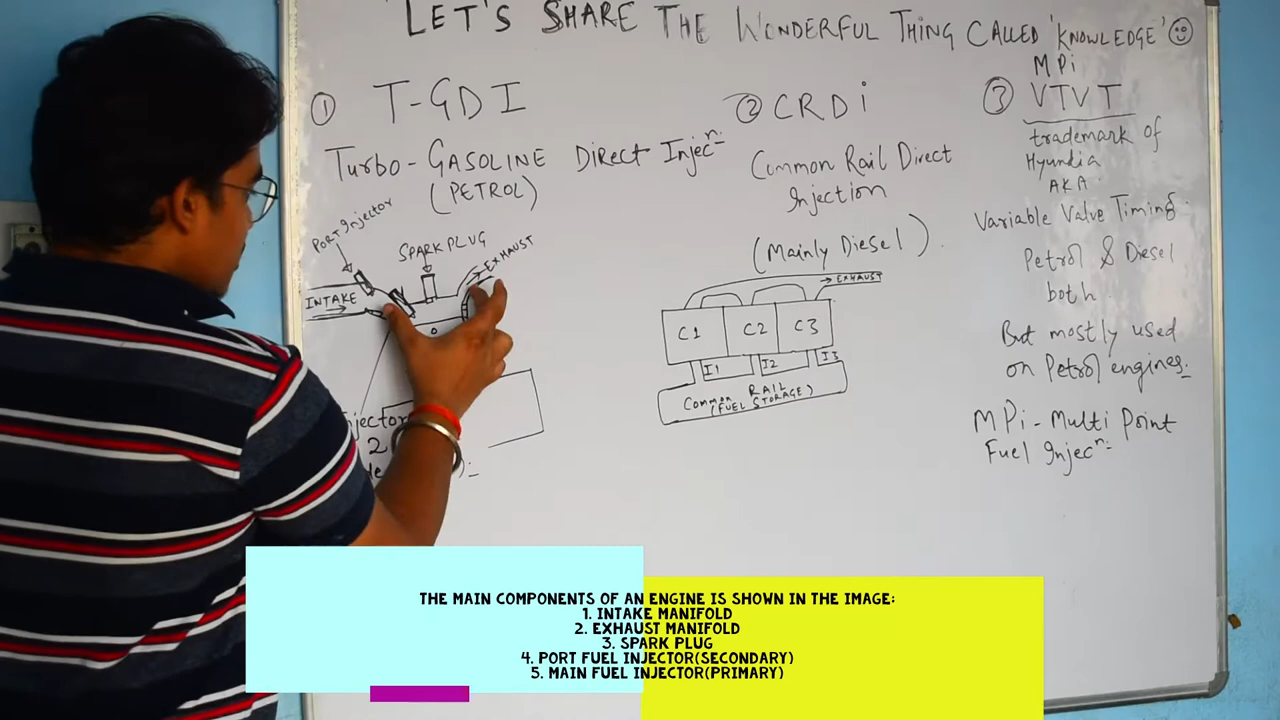 LET'S SHARE THE WONDERFUL THING CALLED 'KNOWLEDGE' ☺
① T-GDI
TURBO-GASOLINE DIRECT INJECⁿ:
(PETROL)
PORT INJECTOR
SPARKPLUG
EXHAUST
INTAKE
njector
2
② CRDi
Common Rail Direct
Injection
(Mainly Diesel).
EXHAUST
C1 C2 C3
I1 I2 I3
COMMON RAIL
(FUEL STORAGE)
MPi
③ VTVT
trademark of
Hyundia
AKA
Variable Valve Timing
Petrol & Diesel
both.
But mostly used
on Petrol engines.
MPi - Multi Point
Fuel Injecⁿ:
THE MAIN COMPONENTS OF AN ENGINE IS SHOWN IN THE IMAGE:
1. INTAKE MANIFOLD
2. EXHAUST MANIFOLD
3. SPARK PLUG
4. PORT FUEL INJECTOR(SECONDARY)
5. MAIN FUEL INJECTOR(PRIMARY)